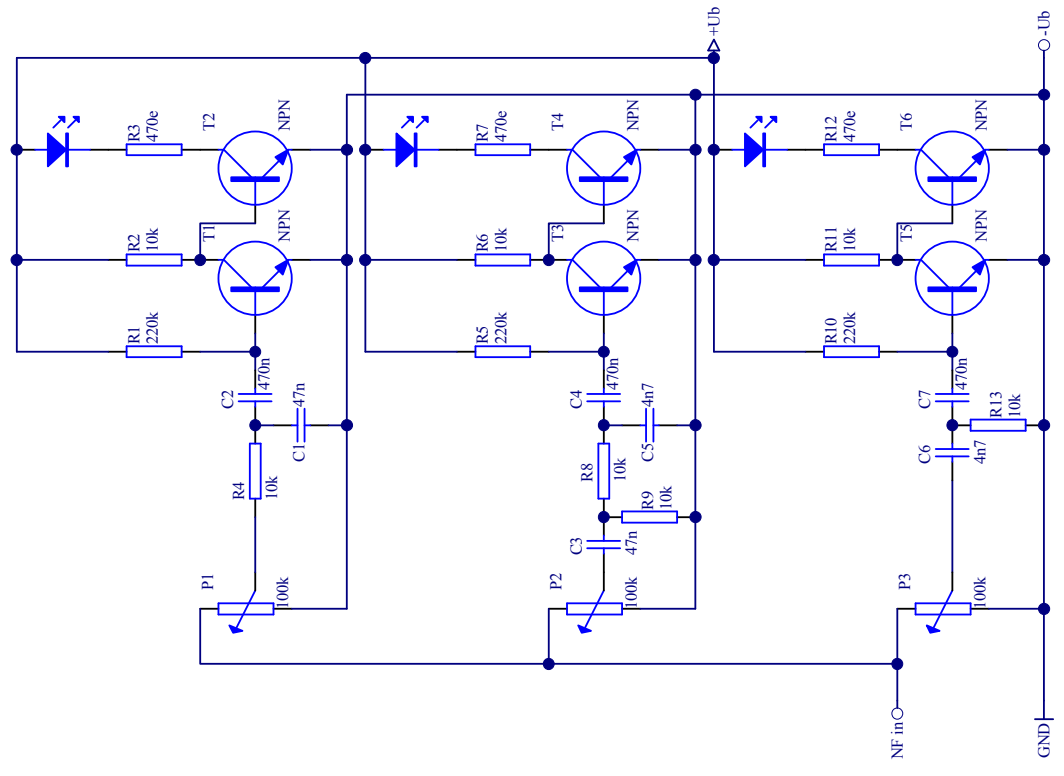 +Ub
-Ub
R3
470e
T2
NPN
R7
470e
T4
NPN
R12
470e
T6
NPN
R2
10k
T1
NPN
R6
10k
T3
NPN
R11
10k
T5
NPN
R1
220k
R5
220k
R10
220k
C2
470n
C1
47n
C4
470n
C5
4n7
C7
470n
R13
10k
R4
10k
R8
10k
C6
4n7
R9
10k
C3
47n
P1
100k
P2
100k
P3
100k
NF in
GND